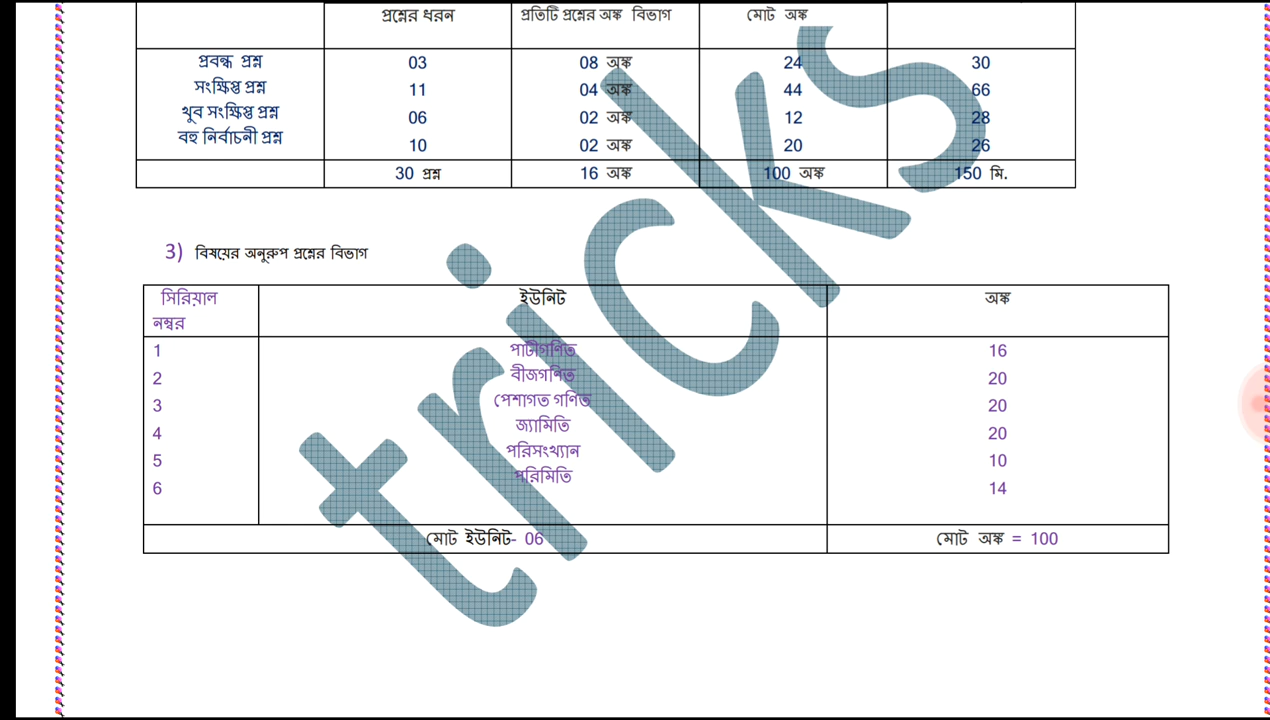 প্রশ্নের ধরন প্রতিটি প্রশ্নের অঙ্ক বিভাগ মোট অঙ্ক
প্রবন্ধ প্রশ্ন 03 08 অঙ্ক 24 30
সংক্ষিপ্ত প্রশ্ন 11 04 অঙ্ক 44 66
খুব সংক্ষিপ্ত প্রশ্ন 06 02 অঙ্ক 12 28
বহু নির্বাচনী প্রশ্ন 10 02 অঙ্ক 20 26
30 প্রশ্ন 16 অঙ্ক 100 অঙ্ক 150 মি.
3) বিষয়ের অনুরুপ প্রশ্নের বিভাগ
সিরিয়াল ইউনিট অঙ্ক
নম্বর
1 পাটীগণিত 16
2 বীজগণিত 20
3 পেশাগত গণিত 20
4 জ্যামিতি 20
5 পরিসংখ্যান 10
6 পরিমিতি 14
মোট ইউনিট- 06 মোট অঙ্ক = 100
tricks